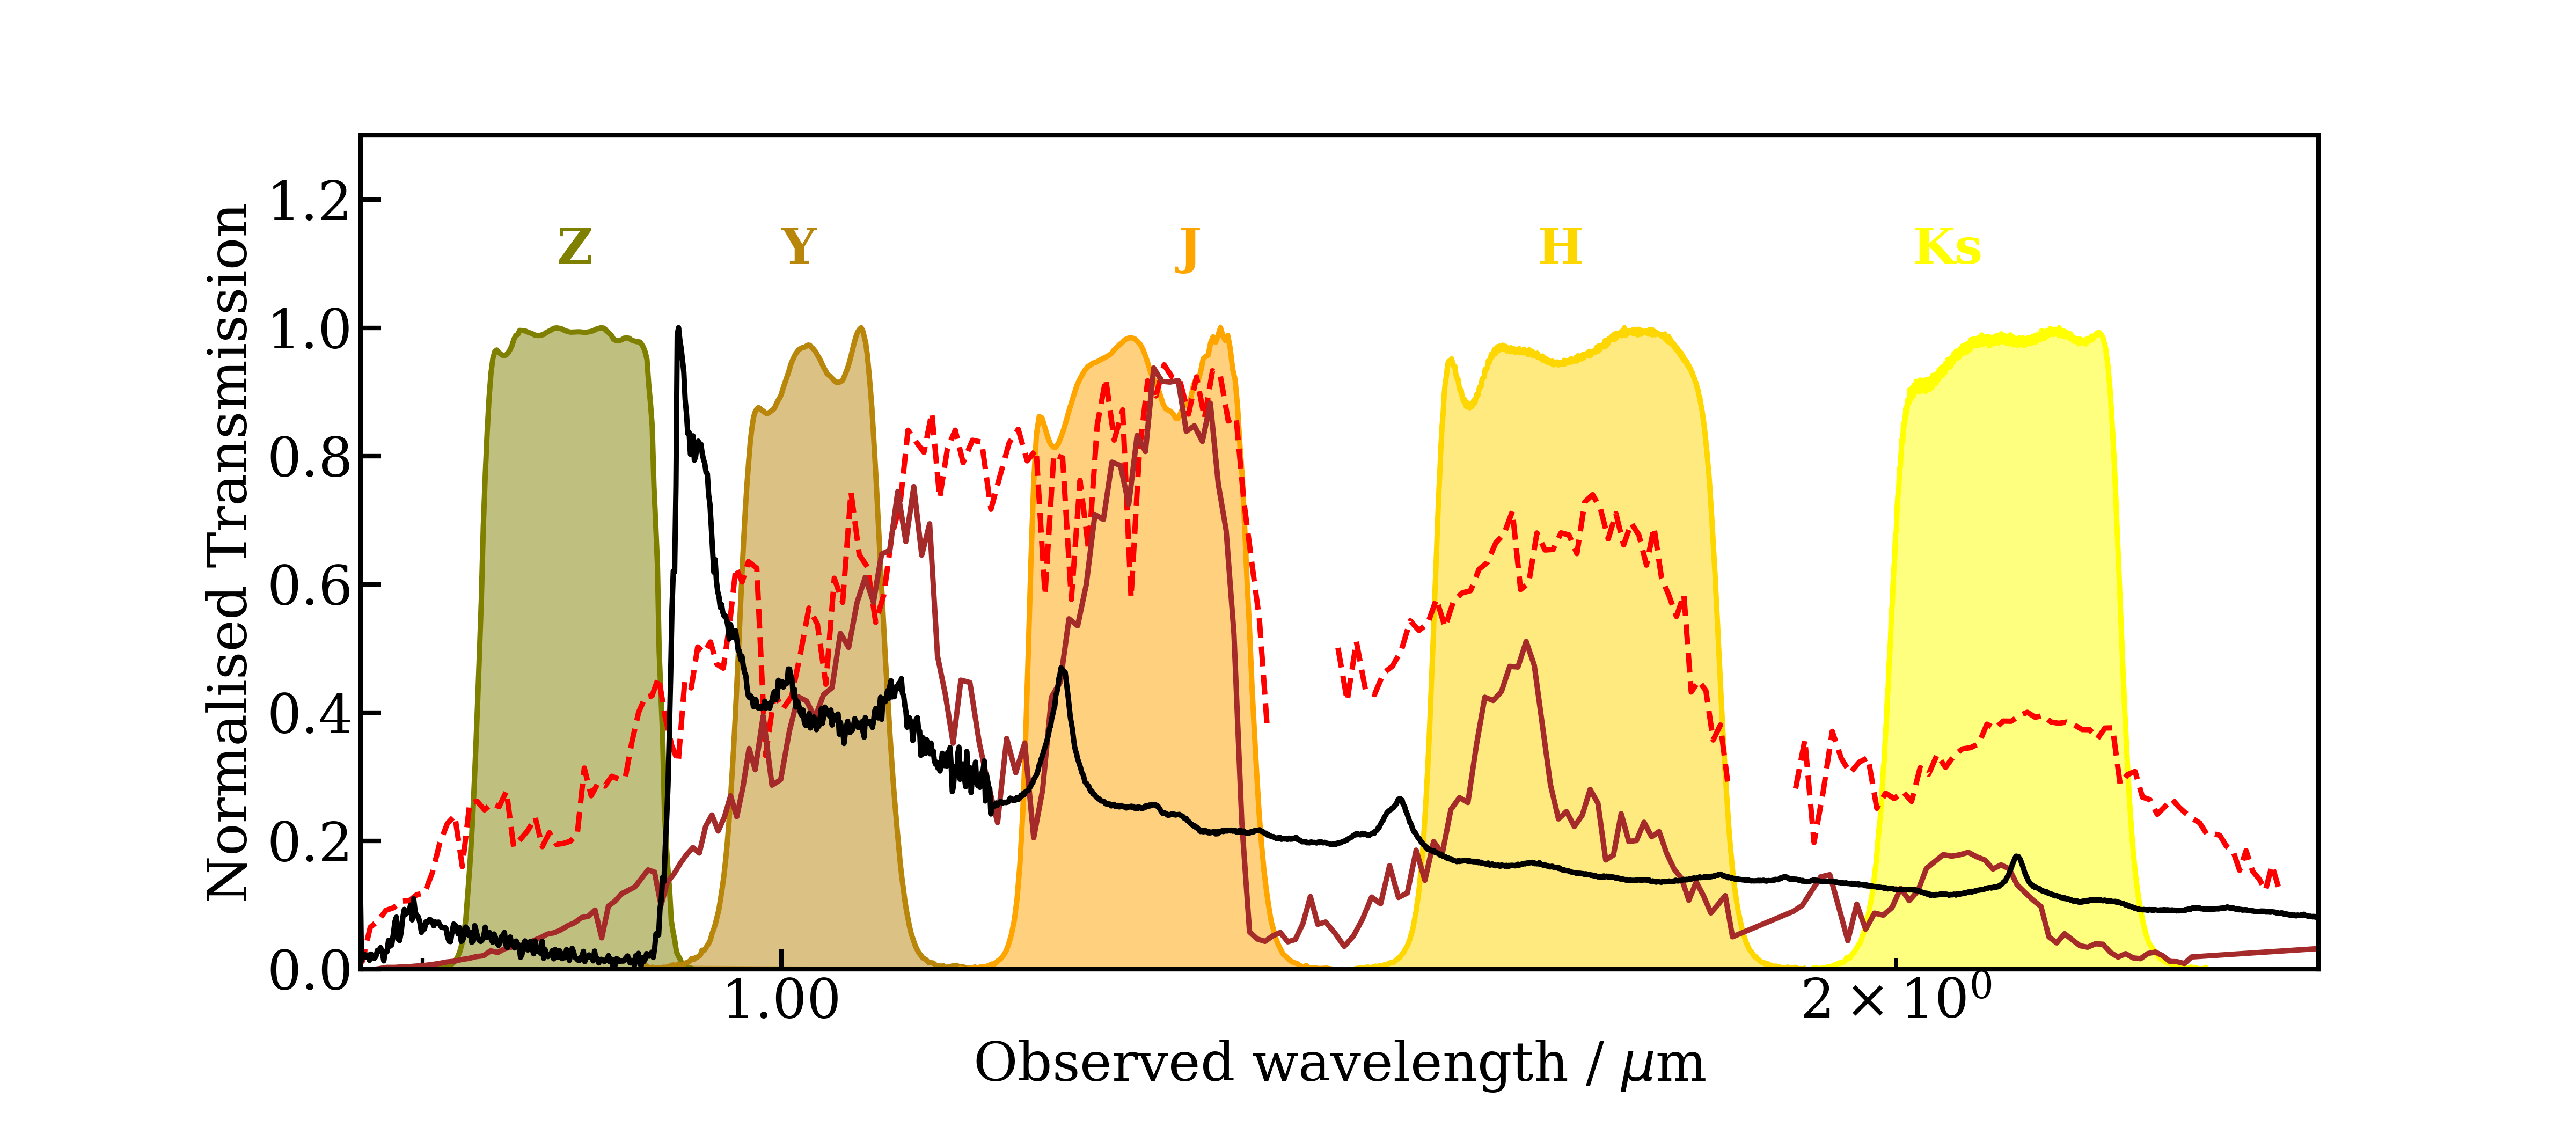 Z Y J H Ks
1.2
1.0
0.8
0.6
0.4
0.2
0.0
Normalised Transmission
1.00 2 × 10⁰
Observed wavelength / μm